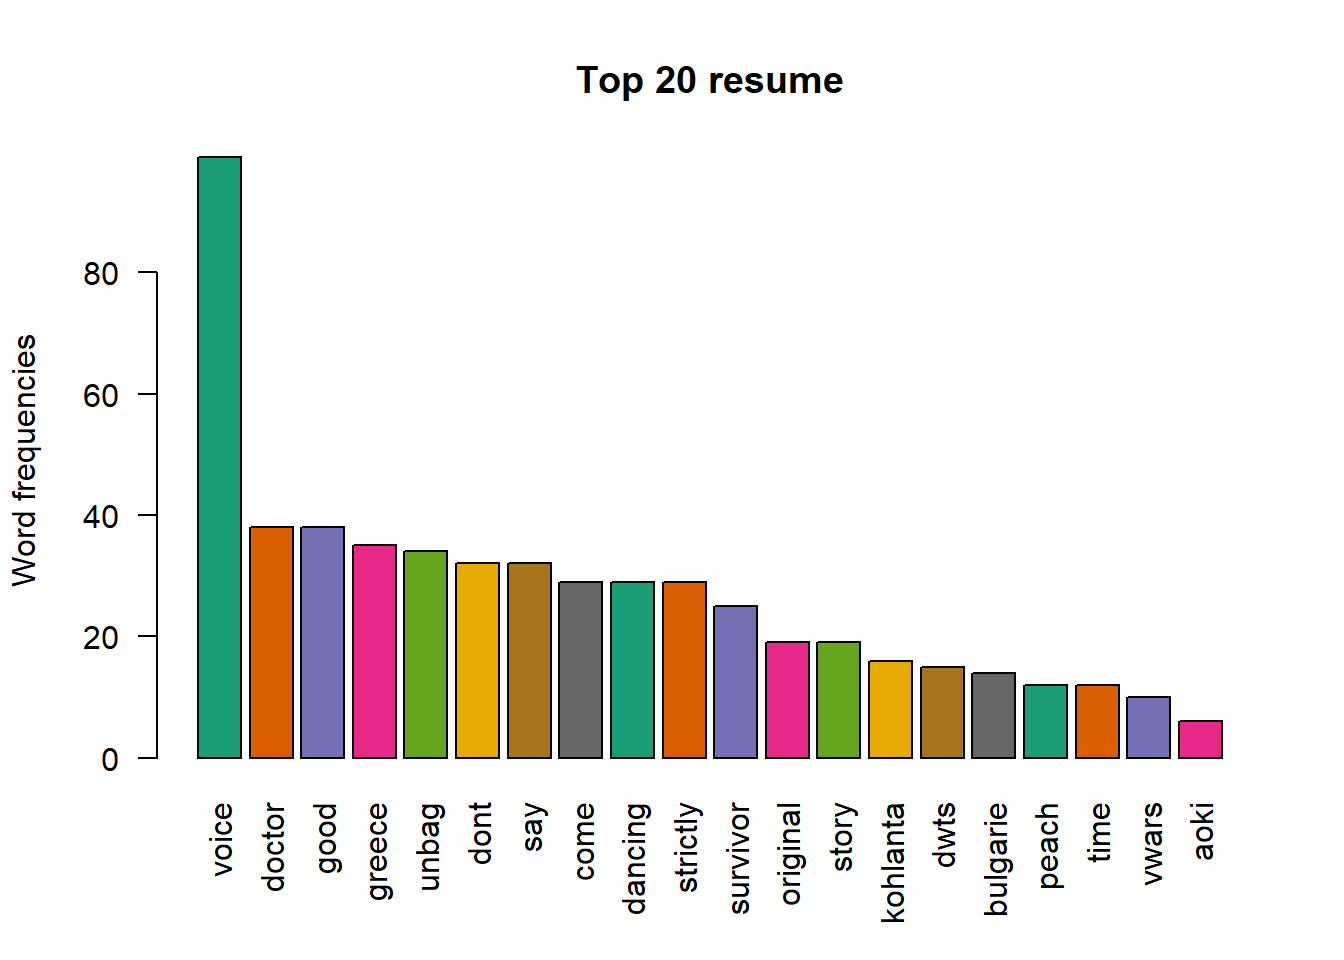 Top 20 resume
Word frequencies
80
60
40
20
0
voice
doctor
good
greece
unbag
dont
say
come
dancing
strictly
survivor
original
story
kohlanta
dwts
bulgarie
peach
time
vwars
aoki